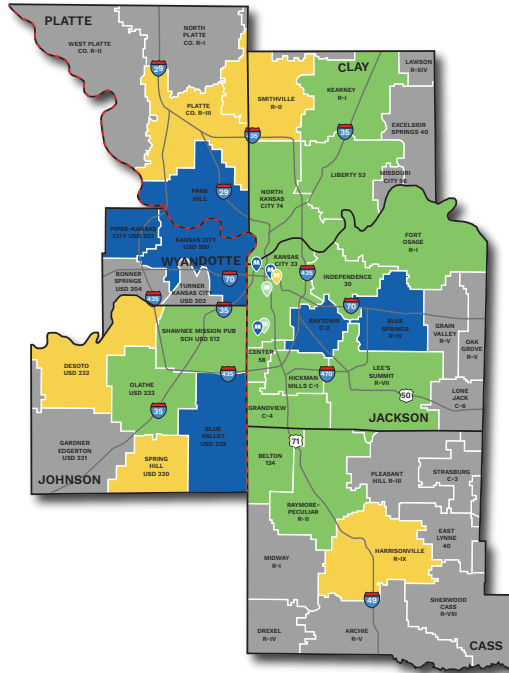 PLATTE
WEST PLATTE
CO. R-II
NORTH
PLATTE
CO. R-I
29
PLATTE
CO. R-III
SMITHVILLE
R-II
435
CLAY
KEARNEY
R-I
LAWSON
R-XIV
35
EXCELSIOR
SPRINGS 40
LIBERTY 53
MISSOURI
CITY 56
PARK
HILL
29
NORTH
KANSAS
CITY 74
PIPER-KANSAS
CITY USD 203
KANSAS CITY
USD 500
WYANDOTTE
BONNER
SPRINGS
USD 204
TURNER
KANSAS CITY
USD 202
70
435
35
KANSAS
CITY 33
435
FORT
OSAGE
R-I
INDEPENDENCE
30
70
RAYTOWN
C-2
BLUE
SPRINGS
R-IV
GRAIN
VALLEY
R-V
OAK
GROVE
R-V
SHAWNEE MISSION PUB
SCH USD 512
CENTER
58
HICKMAN
MILLS C-1
470
LEE'S
SUMMIT
R-VII
50
LONE
JACK
C-6
DESOTO
USD 232
OLATHE
USD 233
435
35
BLUE
VALLEY
USD 229
GRANDVIEW
C-4
JACKSON
GARDNER
EDGERTON
USD 231
SPRING
HILL
USD 230
JOHNSON
71
BELTON
124
PLEASANT
HILL R-III
STRASBURG
C-3
RAYMORE-
PECULIAR
R-II
EAST
LYNNE
40
HARRISONVILLE
R-IX
MIDWAY
R-I
49
SHERWOOD
CASS
R-VIII
DREXEL
R-IV
ARCHIE
R-V
CASS